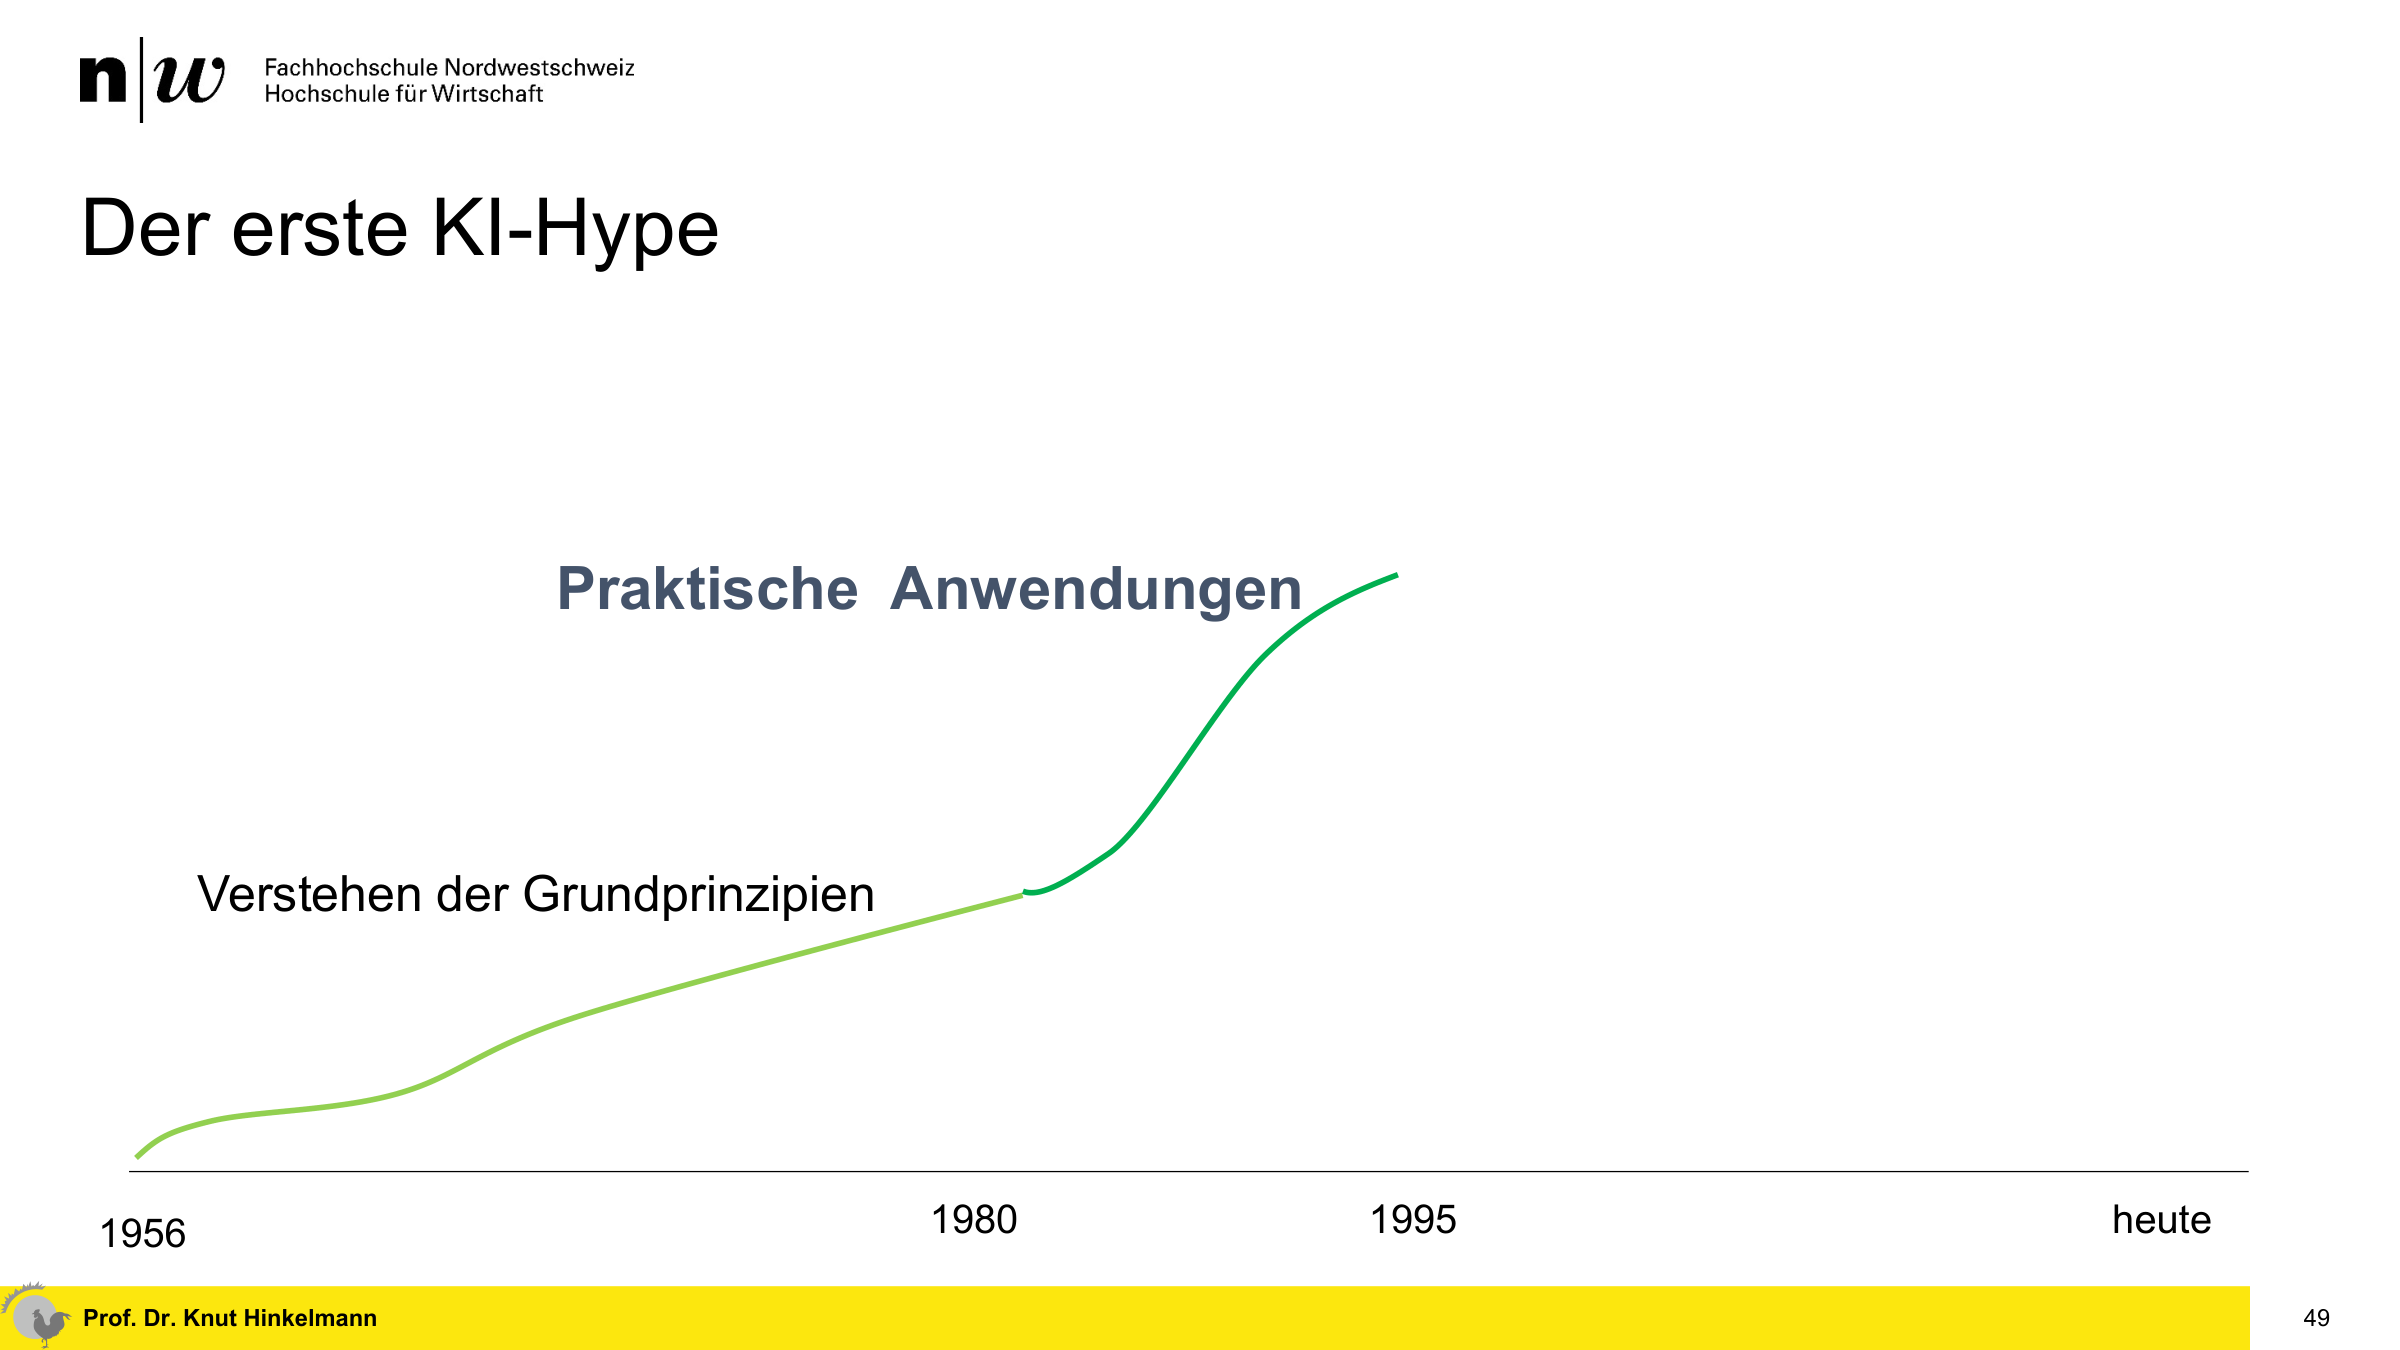 n|w
Fachhochschule Nordwestschweiz
Hochschule für Wirtschaft
Der erste KI-Hype
Praktische Anwendungen
Verstehen der Grundprinzipien
1956
1980
1995
heute
Prof. Dr. Knut Hinkelmann
49